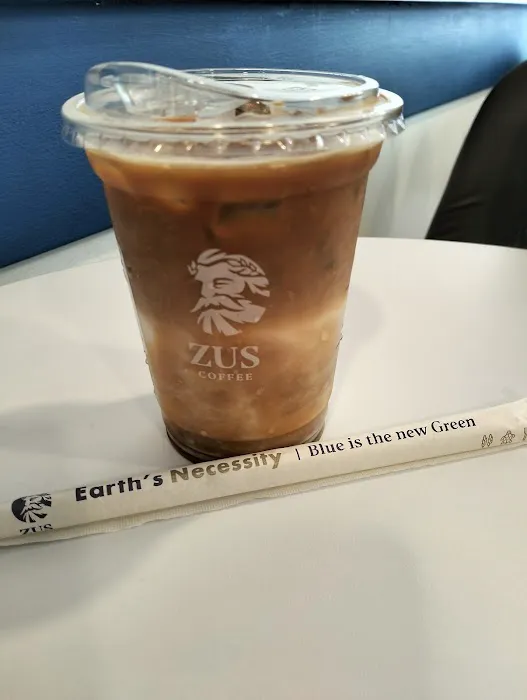 ZUS
COFFEE
Earth's Necessity | Blue is the new Green
ZUS